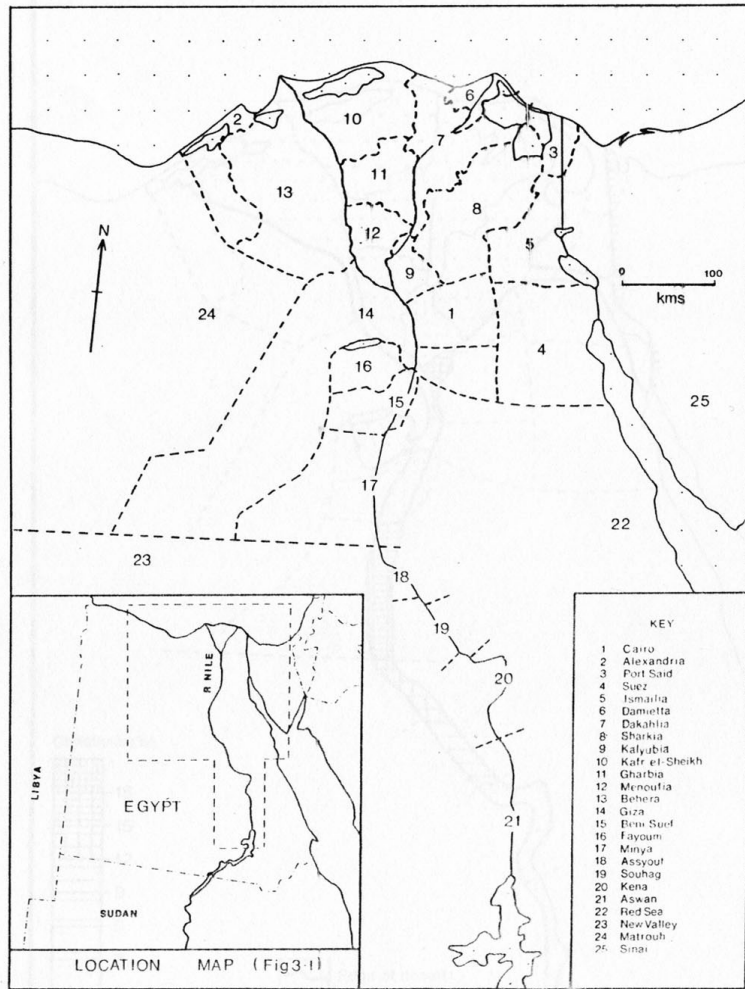 6
10
2
7
3
11
13
8
12
5
N
9
0 100
kms
24
14
1
4
16
15
25
17
22
23
18
19
20
21
R NILE
LIBYA
EGYPT
SUDAN
LOCATION MAP (Fig3·1)
KEY
1 Cairo
2 Alexandria
3 Port Said
4 Suez
5 Ismailia
6 Damietta
7 Dakahlia
8 Sharkia
9 Kalyubia
10 Kafr el-Sheikh
11 Gharbia
12 Menoufia
13 Behera
14 Giza
15 Beni Suef
16 Fayoum
17 Minya
18 Assyout
19 Souhag
20 Kena
21 Aswan
22 Red Sea
23 New Valley
24 Matrouh
25 Sinai